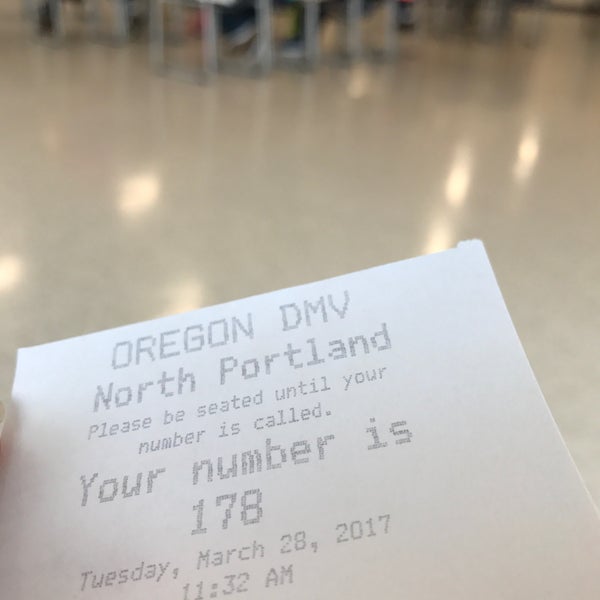 OREGON DMV
North Portland
Please be seated until your
number is called.
Your number is
178
Tuesday, March 28, 2017
11:32 AM